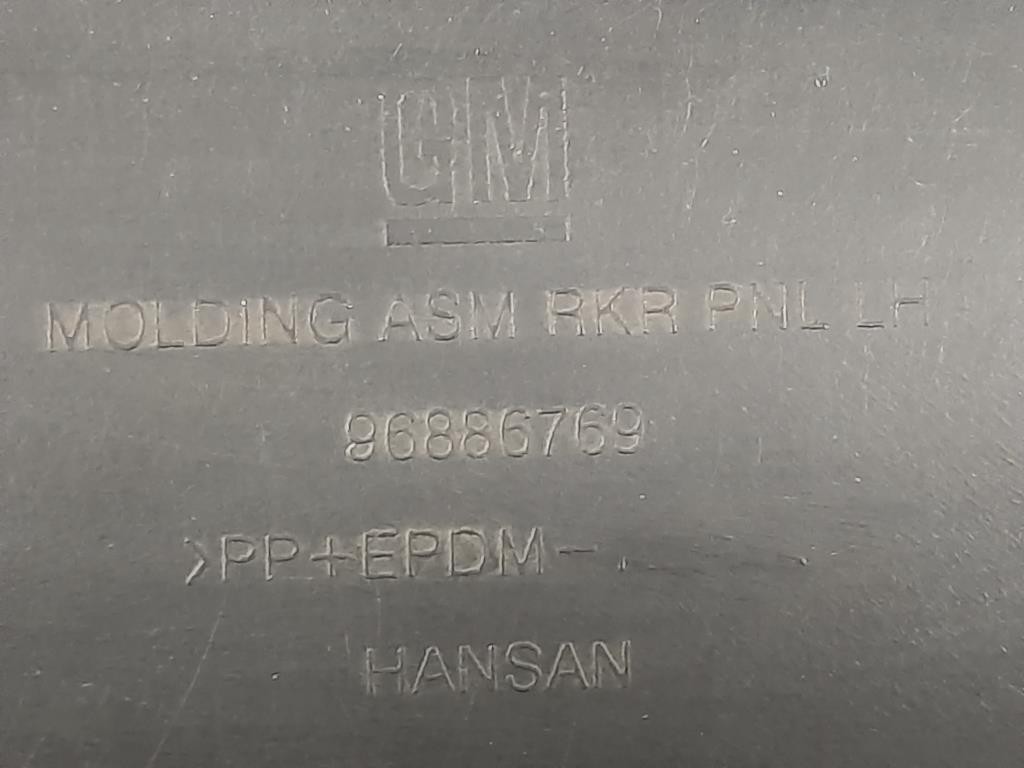 GM
MOLDING ASM RKR PNL LH
96886769
>PP+EPDM-
HANSAN